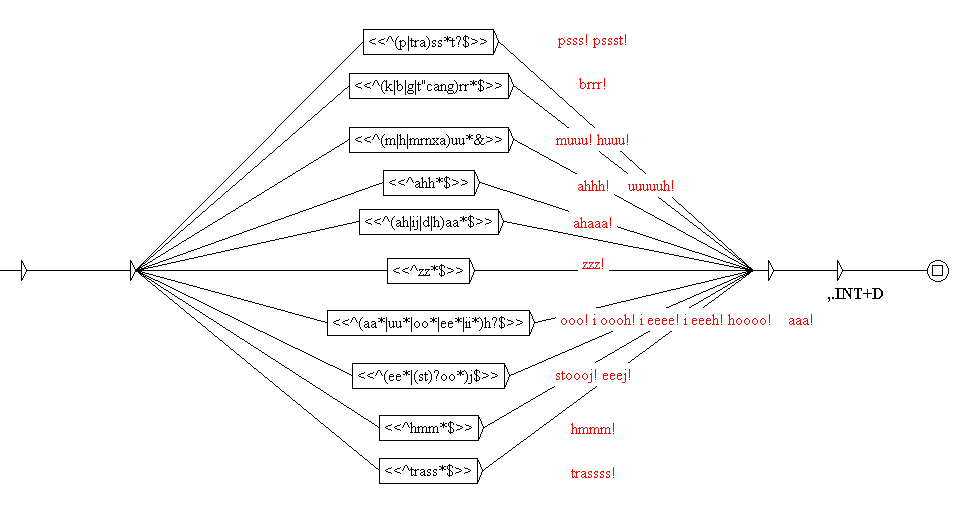 <<^(p|tra)ss*t?$>> psss! pssst!
<<^(k|b|g|t"cang)rr*$>> brrr!
<<^(m|h|mrnxa)uu*&>> muuu! huuu!
<<^ahh*$>> ahhh! uuuuuh!
<<^(ah|ij|d|h)aa*$>> ahaaa!
<<^zz*$>> zzz!
,.INT+D
<<^(aa*|uu*|oo*|ee*|ii*)h?$>> ooo! i oooh! i eeee! i eeeh! hoooo! aaa!
<<^(ee*|(st)?oo*)j$>> stoooj! eeej!
<<^hmm*$>> hmmm!
<<^trass*$>> trassss!